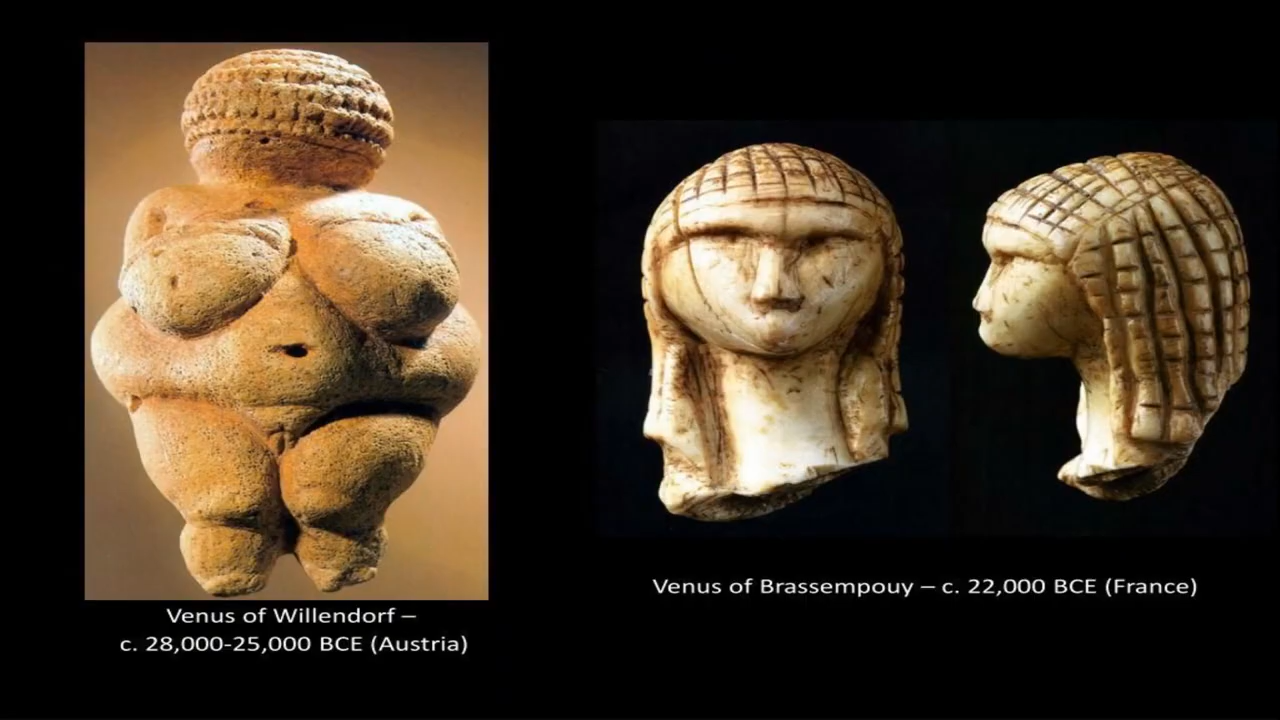 Venus of Willendorf –
c. 28,000-25,000 BCE (Austria)
Venus of Brassempouy – c. 22,000 BCE (France)